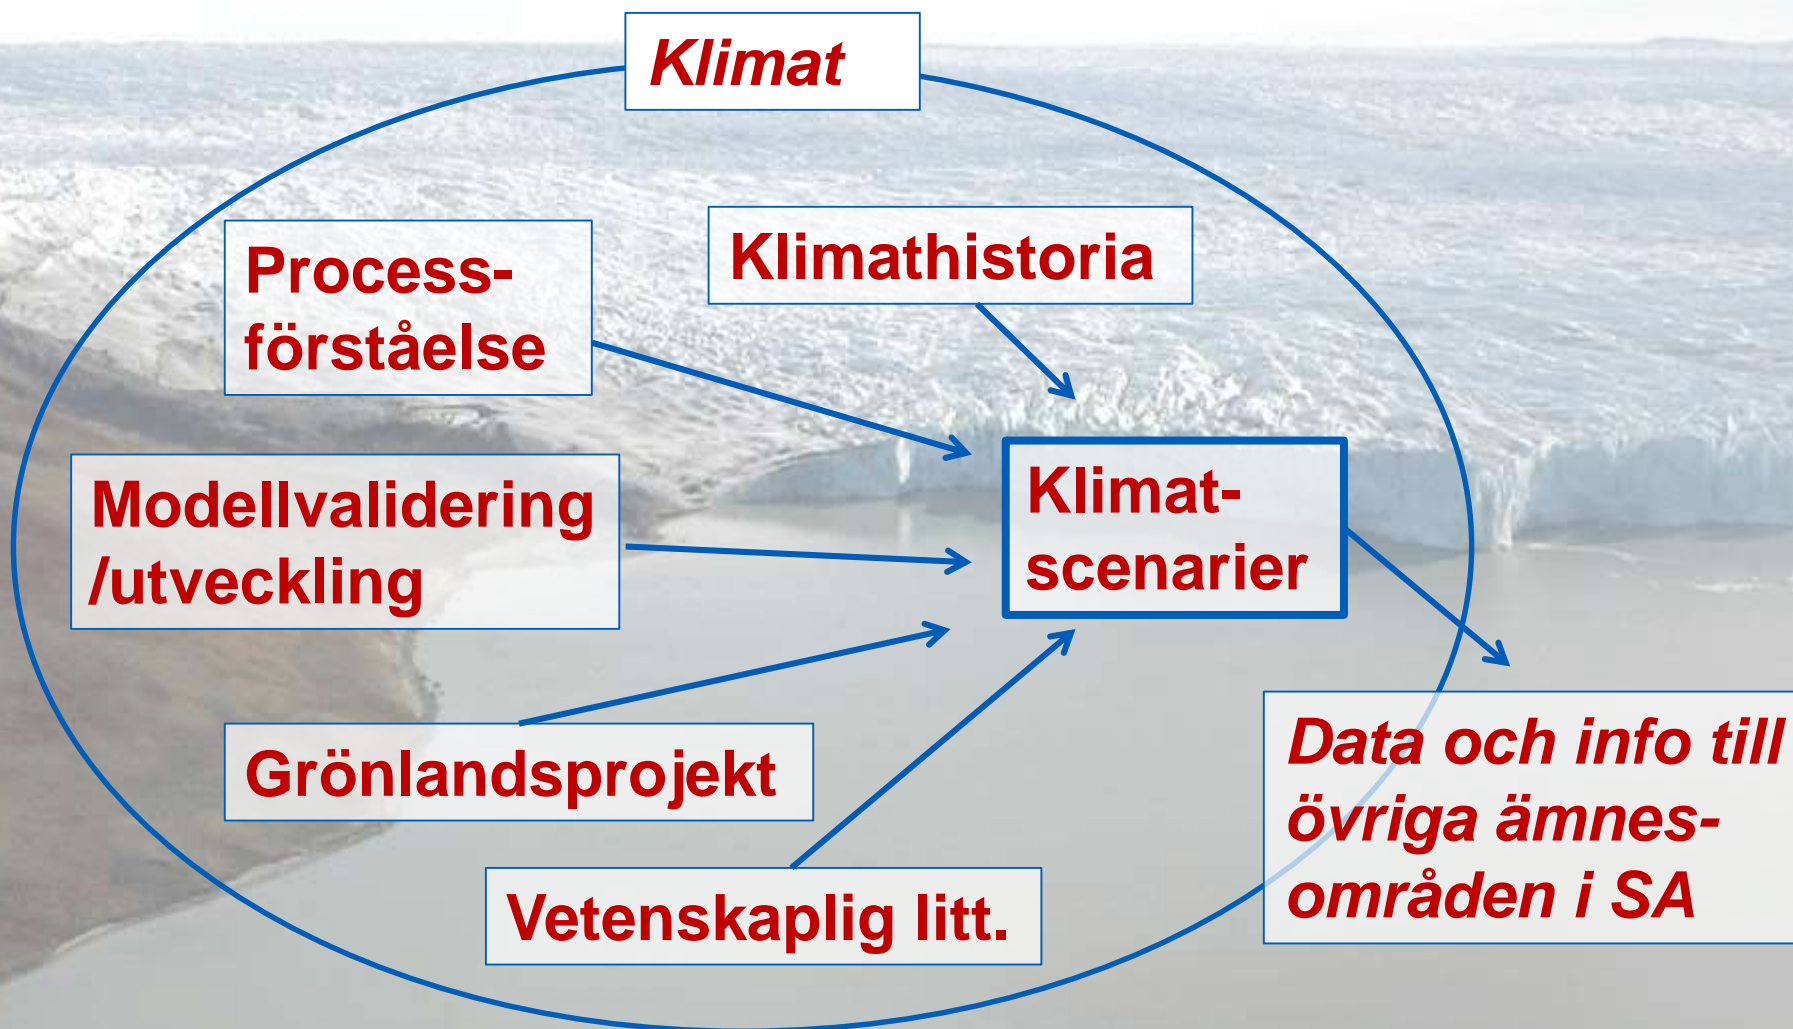 Klimat
Klimathistoria
Process-
förståelse
Klimat-
scenarier
Modellvalidering
/utveckling
Grönlandsprojekt
Data och info till
övriga ämnes-
områden i SA
Vetenskaplig litt.